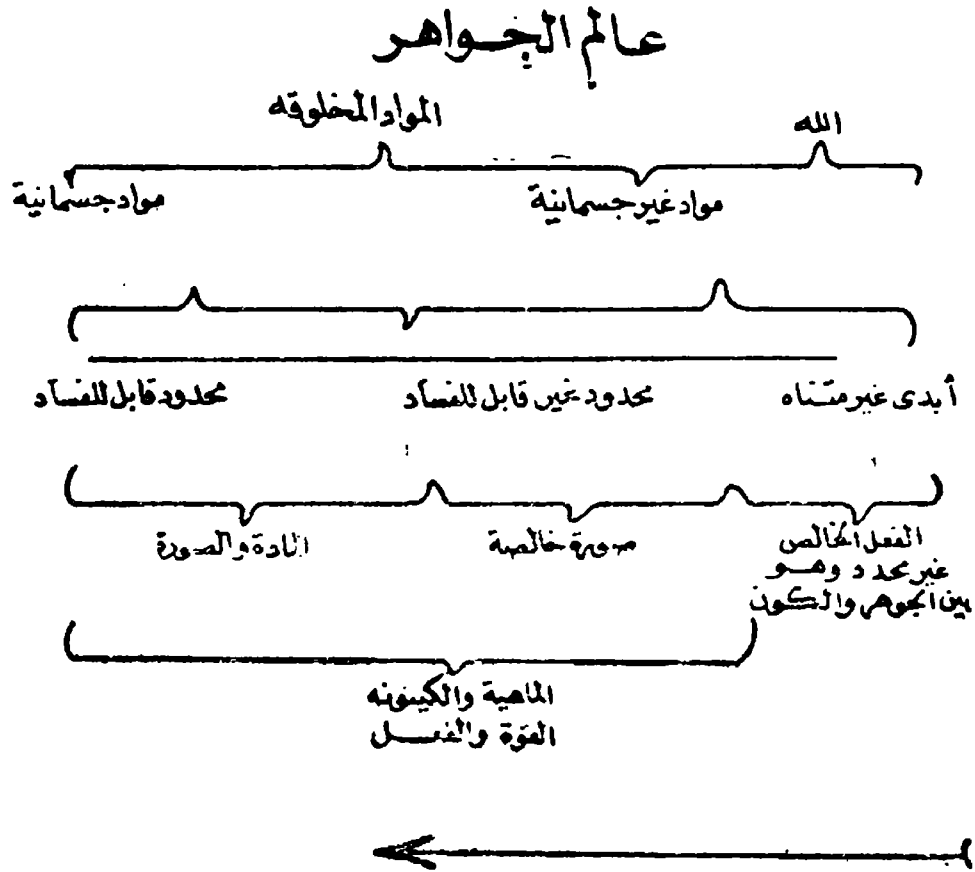 عالم الجواهر
الله
المواد المخلوقه
مواد غير جسمانية
مواد جسمانية
أبدى غير متناه
محدود غير قابل للفساد
محدود قابل للفساد
الفعل الخالص
غير محدد وهو
بين الجوهر والكون
صورة خالصة
المادة والصورة
الماهية والكينونه
القوة والفعل